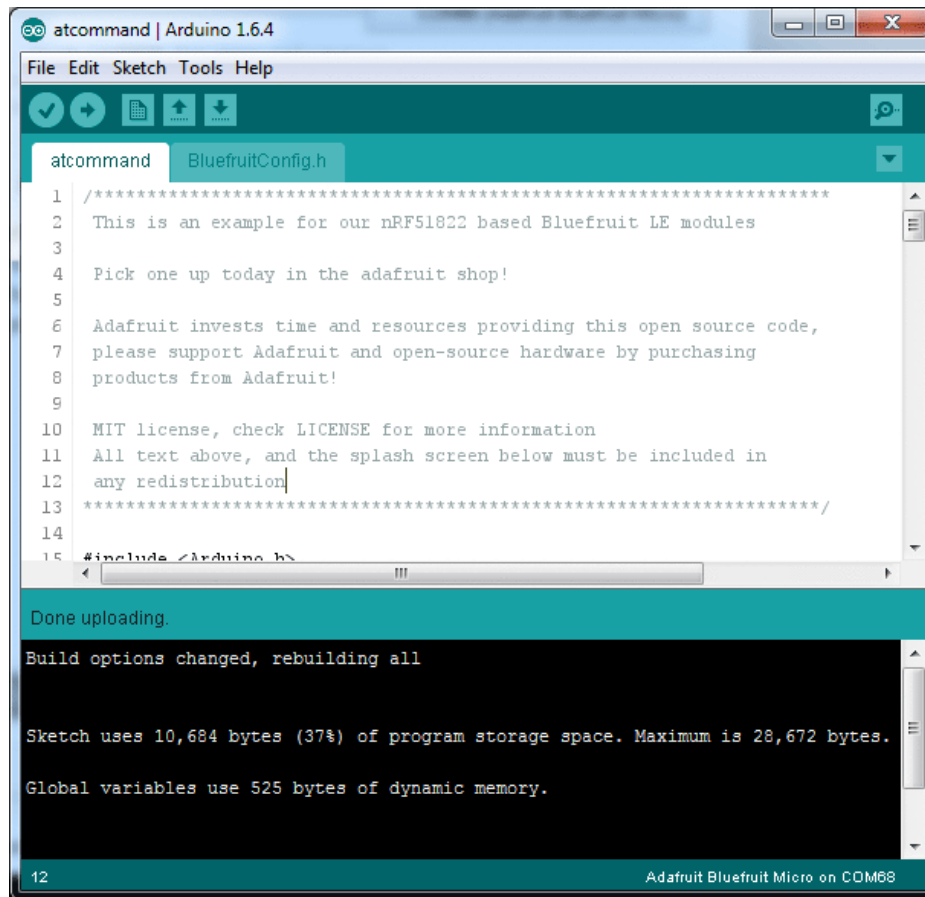 atcommand | Arduino 1.6.4
File Edit Sketch Tools Help
atcommand BluefruitConfig.h
1 /*********************************************************************
2 This is an example for our nRF51822 based Bluefruit LE modules
3
4 Pick one up today in the adafruit shop!
5
6 Adafruit invests time and resources providing this open source code,
7 please support Adafruit and open-source hardware by purchasing
8 products from Adafruit!
9
10 MIT license, check LICENSE for more information
11 All text above, and the splash screen below must be included in
12 any redistribution
13 *********************************************************************/
14
15 #include <Arduino.h>
Done uploading.
Build options changed, rebuilding all
Sketch uses 10,684 bytes (37%) of program storage space. Maximum is 28,672 bytes.
Global variables use 525 bytes of dynamic memory.
12 Adafruit Bluefruit Micro on COM68